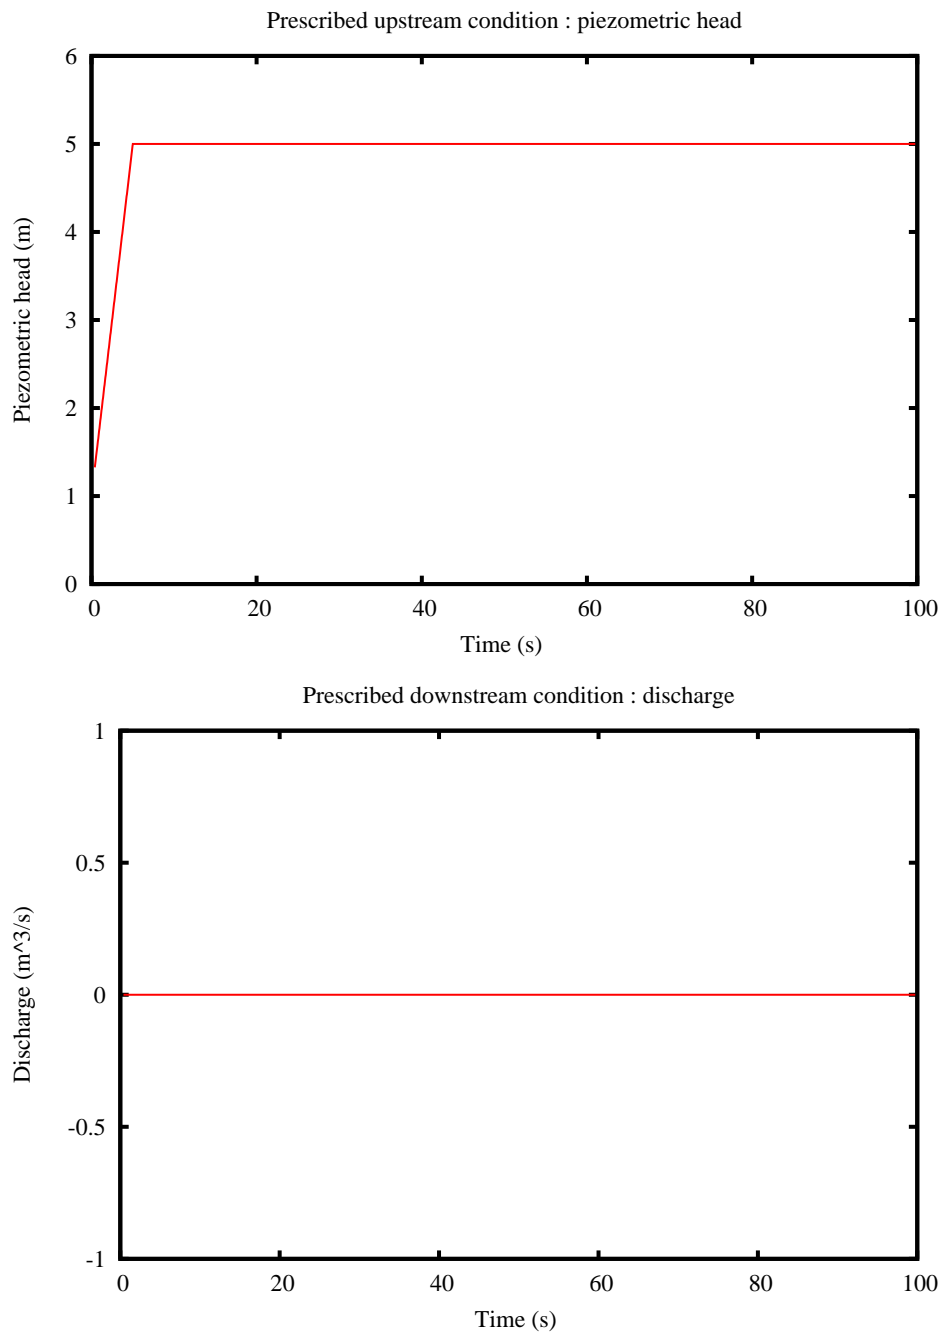 Prescribed upstream condition : piezometric head
6
5
4
3
2
1
0
Piezometric head (m)
0 20 40 60 80 100
Time (s)
Prescribed downstream condition : discharge
1
0.5
0
-0.5
-1
Discharge (m^3/s)
0 20 40 60 80 100
Time (s)